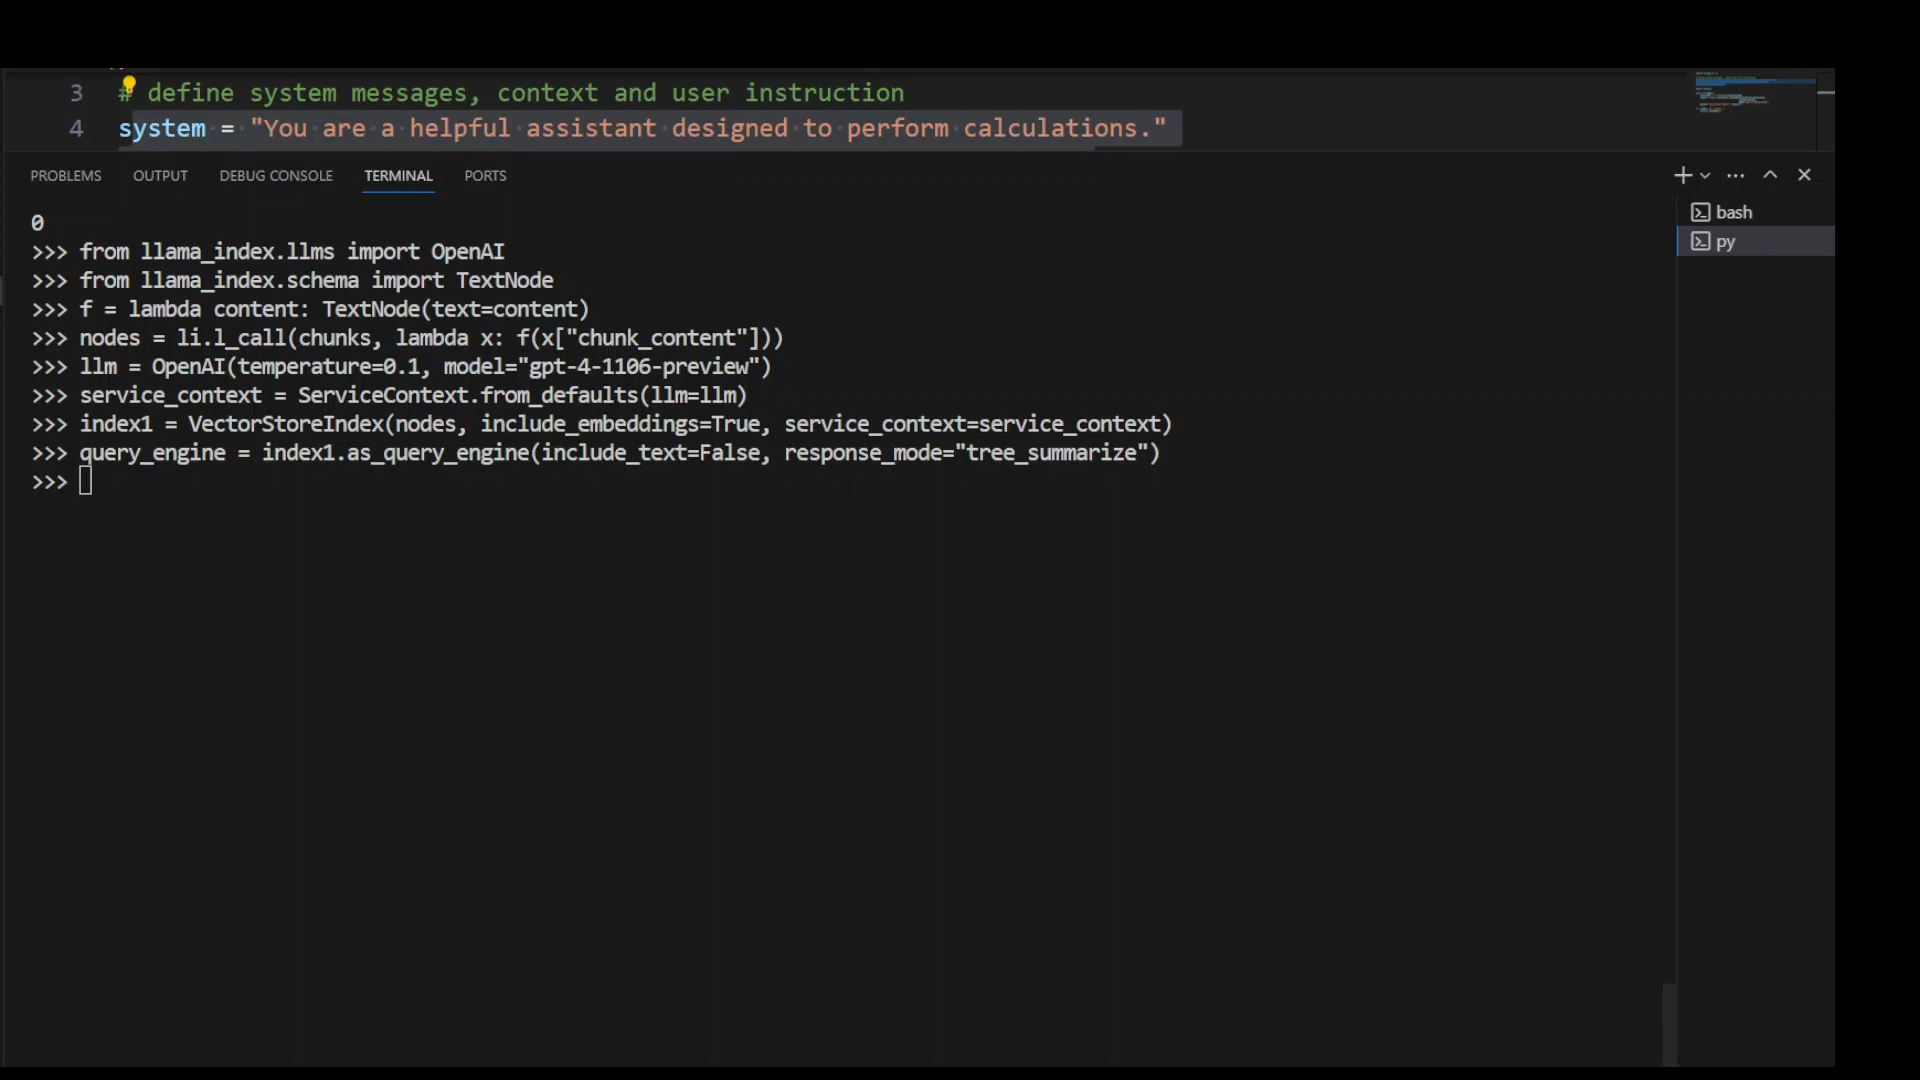 3 # define system messages, context and user instruction
4 system = "You are a helpful assistant designed to perform calculations."
PROBLEMS OUTPUT DEBUG CONSOLE TERMINAL PORTS
bash
py
0
>>> from llama_index.llms import OpenAI
>>> from llama_index.schema import TextNode
>>> f = lambda content: TextNode(text=content)
>>> nodes = li.l_call(chunks, lambda x: f(x["chunk_content"]))
>>> llm = OpenAI(temperature=0.1, model="gpt-4-1106-preview")
>>> service_context = ServiceContext.from_defaults(llm=llm)
>>> index1 = VectorStoreIndex(nodes, include_embeddings=True, service_context=service_context)
>>> query_engine = index1.as_query_engine(include_text=False, response_mode="tree_summarize")
>>>